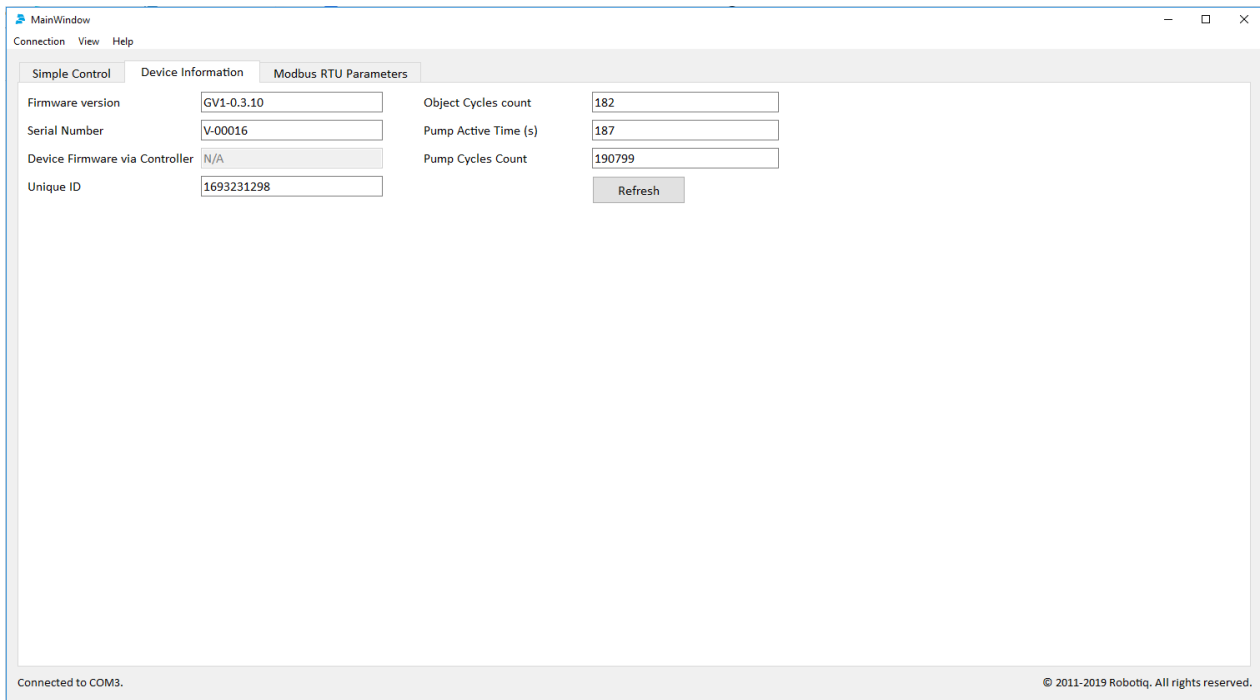 MainWindow
Connection View Help
Simple Control Device Information Modbus RTU Parameters
Firmware version GV1-0.3.10 Object Cycles count 182
Serial Number V-00016 Pump Active Time (s) 187
Device Firmware via Controller N/A Pump Cycles Count 190799
Unique ID 1693231298 Refresh
Connected to COM3. © 2011-2019 Robotiq. All rights reserved.